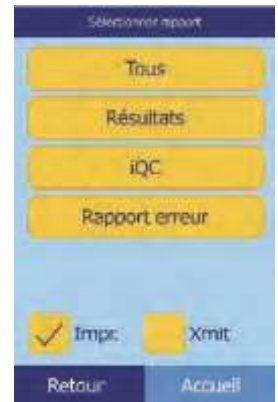 Sélectionner rapport
Tous
Résultats
iQC
Rapport erreur
Impr. Xmit
Retour Accueil